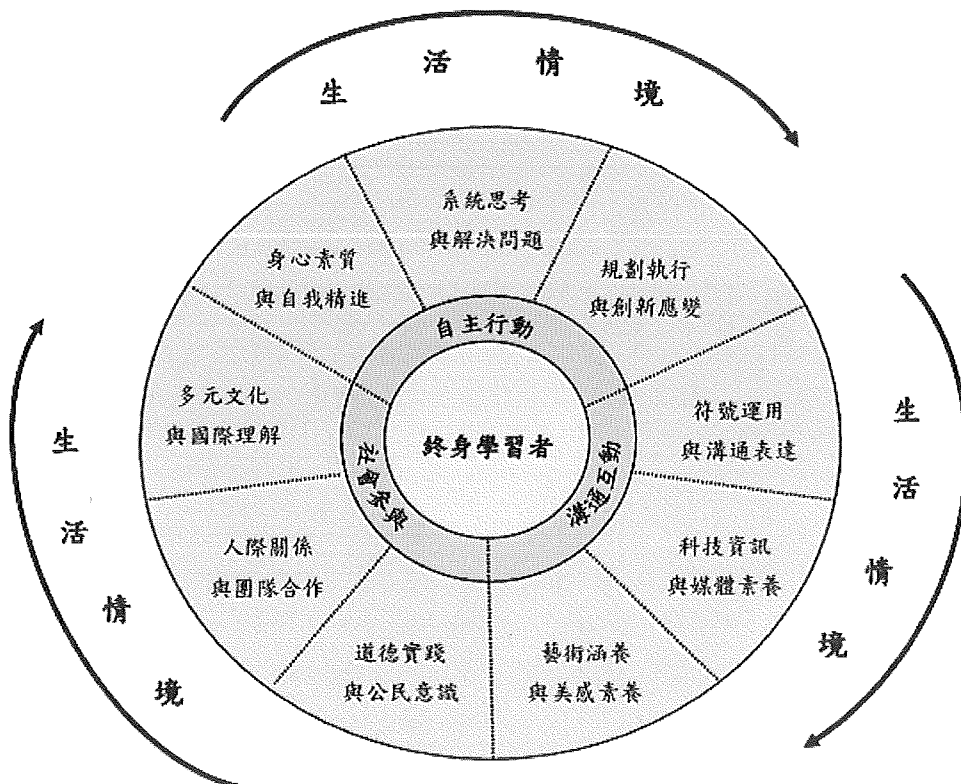 生活情境
系統思考
與解決問題
身心素質
與自我精進
規劃執行
與創新應變
自主行動
多元文化
與國際理解
符號運用
與溝通表達
終身學習者
社會參與
溝通互動
生活情境
生活情境
人際關係
與團隊合作
科技資訊
與媒體素養
道德實踐
與公民意識
藝術涵養
與美感素養